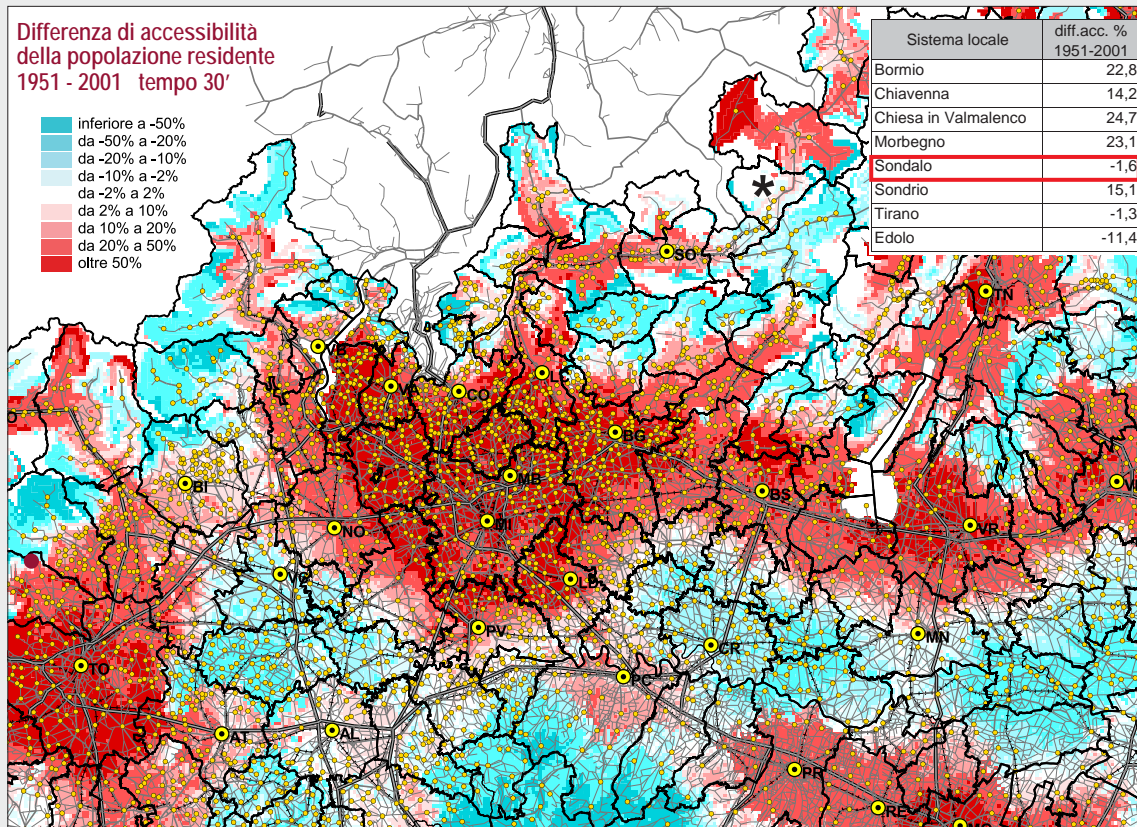 Differenza di accessibilità
della popolazione residente
1951 - 2001 tempo 30'
inferiore a -50%
da -50% a -20%
da -20% a -10%
da -10% a -2%
da -2% a 2%
da 2% a 10%
da 10% a 20%
da 20% a 50%
oltre 50%
Sistema locale diff.acc. % 1951-2001
Bormio 22,8
Chiavenna 14,2
Chiesa in Valmalenco 24,7
Morbegno 23,1
Sondalo -1,6
Sondrio 15,1
Tirano -1,3
Edolo -11,4
*
SO
TN
VB
CO
BG
BI
MB
BS
NO
MI
VR
VC
LO
PV
MN
CR
TO
PC
AT
AL
PR
RE